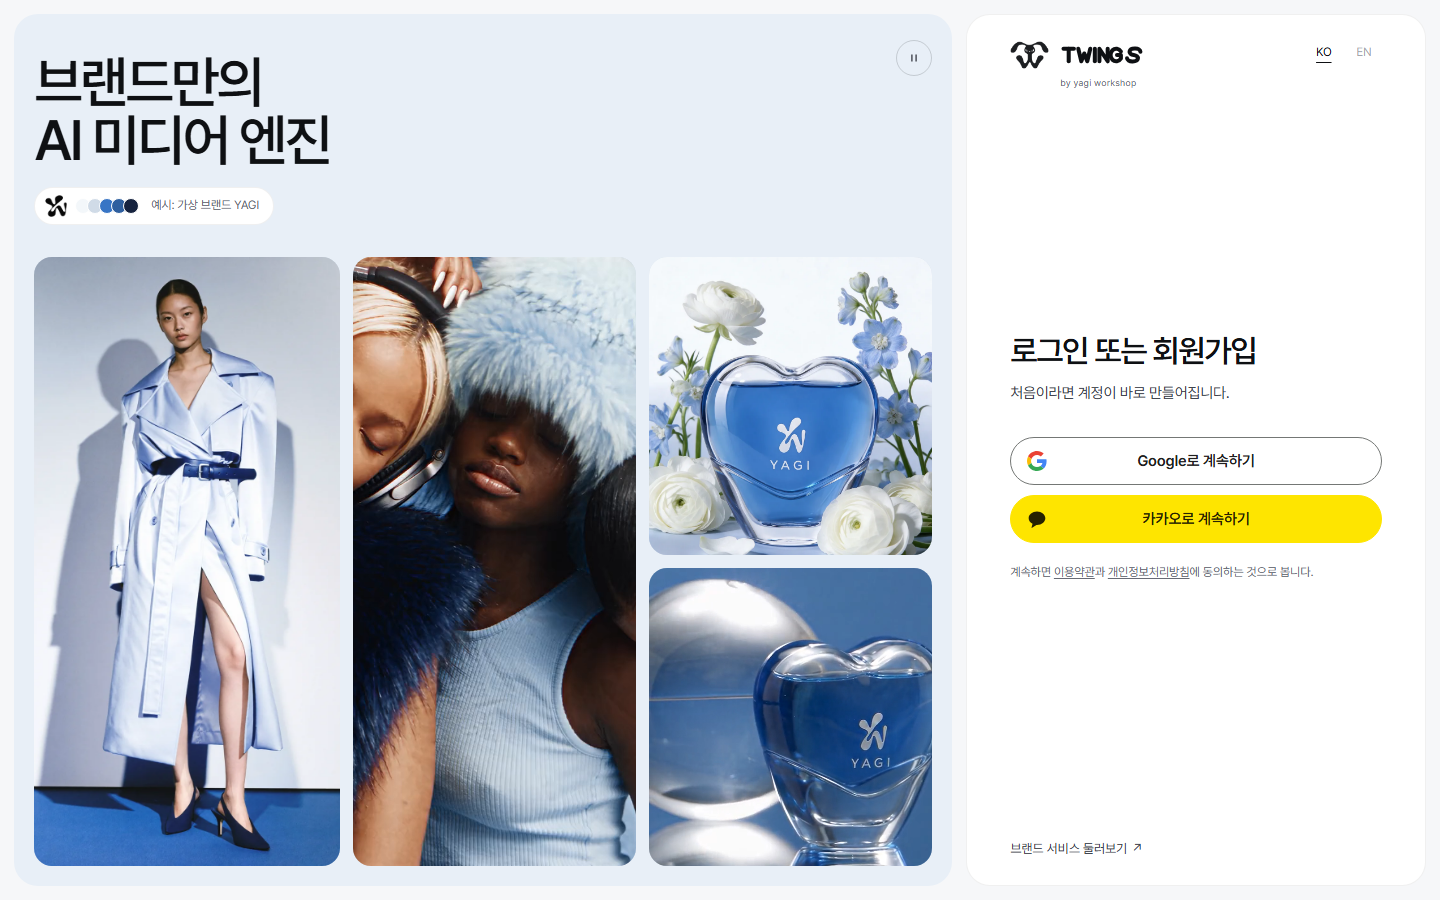 브랜드만의
AI 미디어 엔진
예시: 가상 브랜드 YAGI
YAGI
YAGI
TWINGS
by yagi workshop
KO
EN
로그인 또는 회원가입
처음이라면 계정이 바로 만들어집니다.
Google로 계속하기
카카오로 계속하기
계속하면 이용약관과 개인정보처리방침에 동의하는 것으로 봅니다.
브랜드 서비스 둘러보기